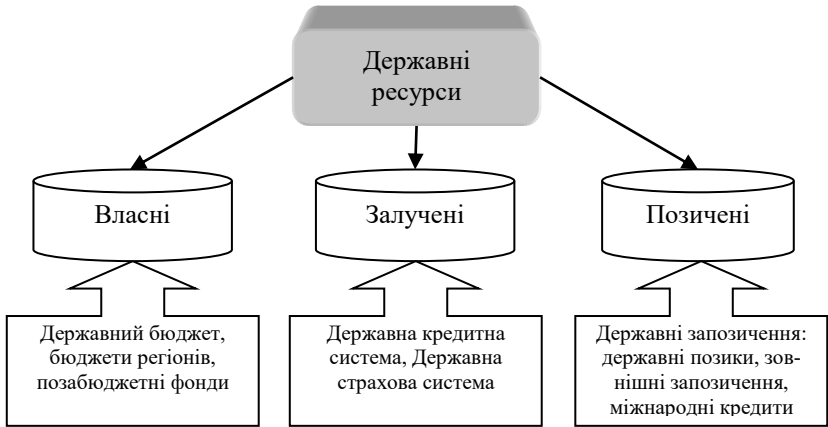 Державні
ресурси
Власні
Залучені
Позичені
Державний бюджет,
бюджети регіонів,
позабюджетні фонди
Державна кредитна
система, Державна
страхова система
Державні запозичення:
державні позики, зов-
нішні запозичення,
міжнародні кредити